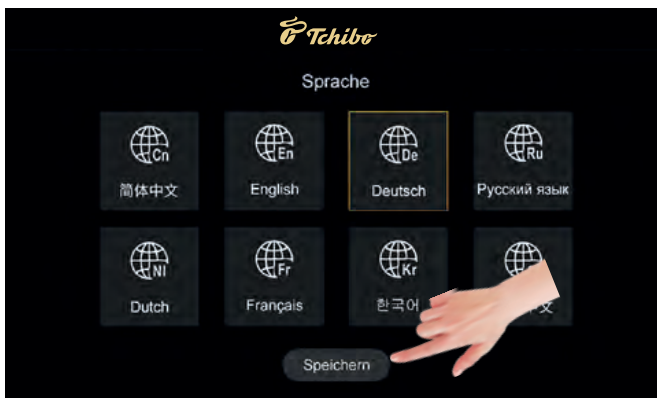 Tchibo
Sprache
Cn
En
De
Ru
简体中文
English
Deutsch
Русский язык
Nl
Fr
Kr
Dutch
Français
한국어
文
Speichern